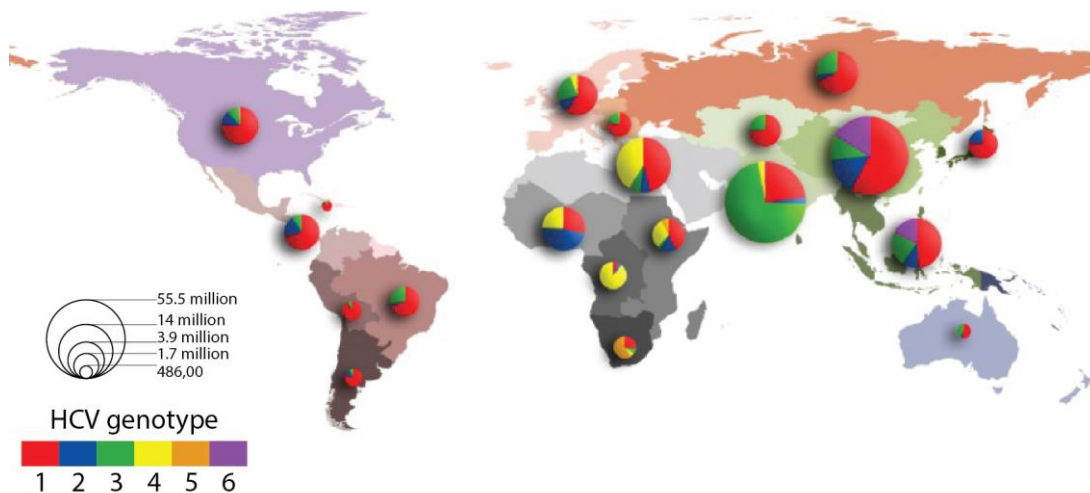 55.5 million
14 million
3.9 million
1.7 million
486,00
HCV genotype
1 2 3 4 5 6